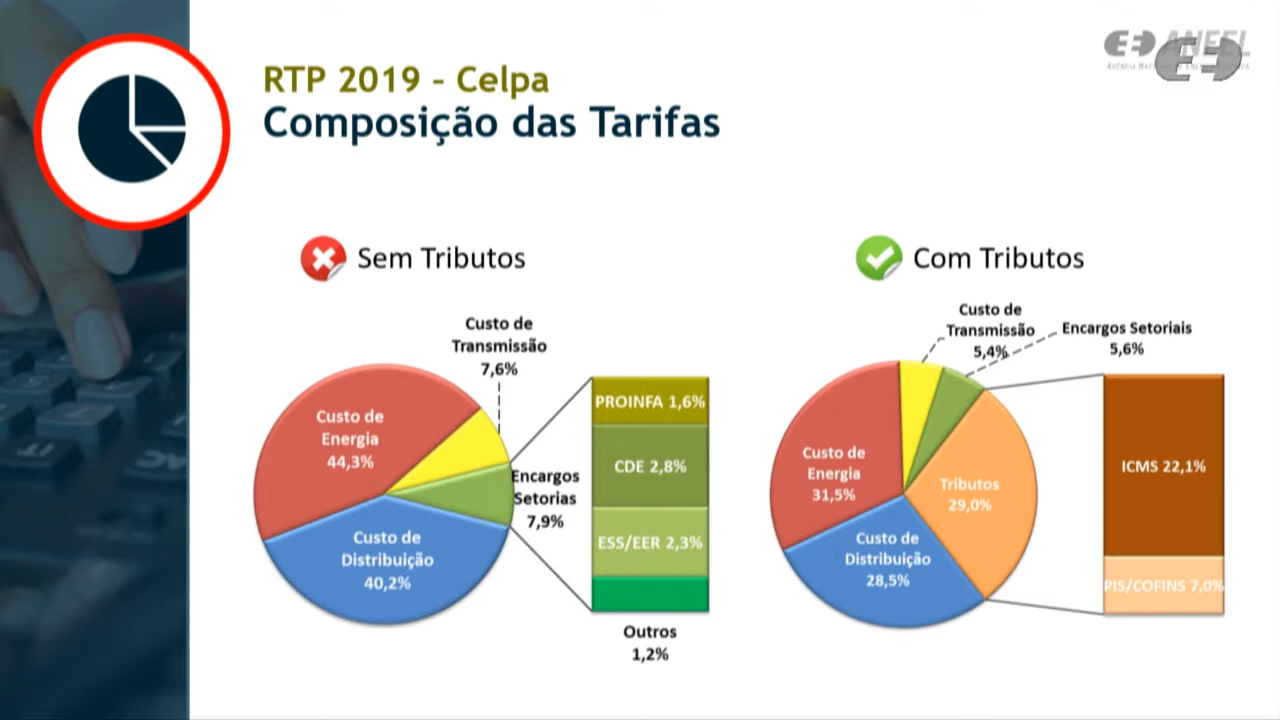 RTP 2019 - Celpa
Composição das Tarifas
ANEEL
Sem Tributos
Custo de
Transmissão
7,6%
Custo de
Energia
44,3%
Encargos
Setorias
7,9%
Custo de
Distribuição
40,2%
PROINFA 1,6%
CDE 2,8%
ESS/EER 2,3%
Outros
1,2%
Com Tributos
Custo de
Transmissão
5,4%
Encargos Setoriais
5,6%
Custo de
Energia
31,5%
Tributos
29,0%
Custo de
Distribuição
28,5%
ICMS 22,1%
PIS/COFINS 7,0%